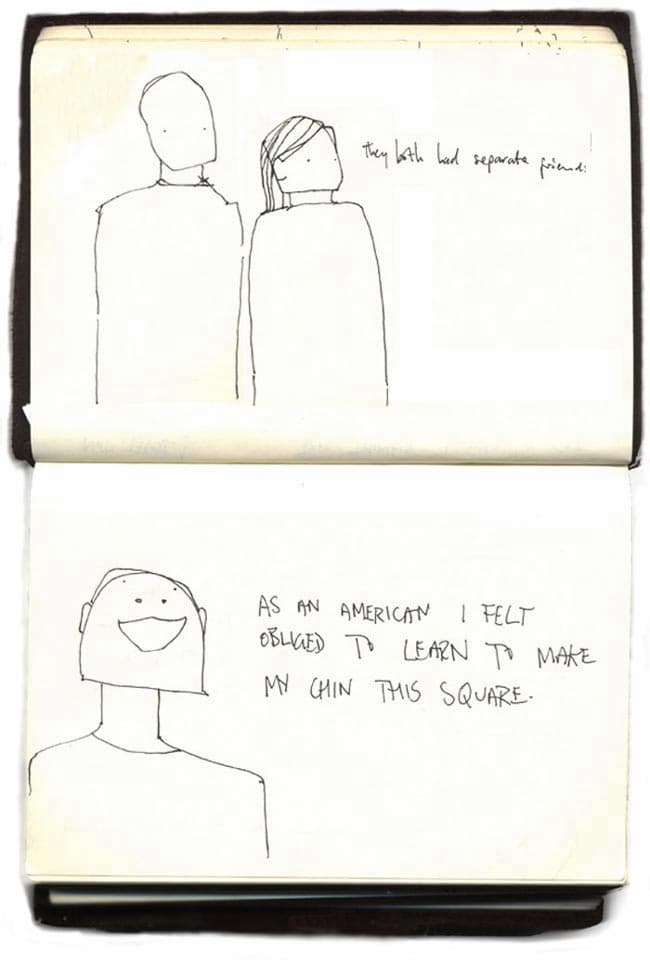 they both had separate friends!
AS AN AMERICAN I FELT
OBLIGED TO LEARN TO MAKE
MY CHIN THIS SQUARE.